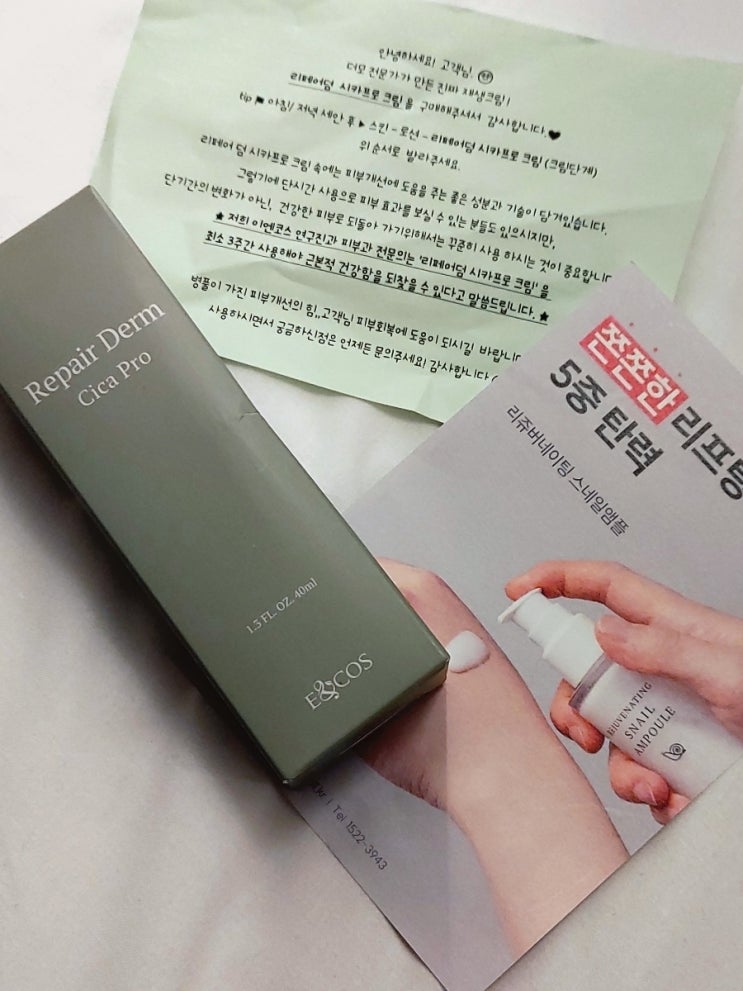 안녕하세요! 고객님.
더모 전문가가 만든 진짜 재생크림!
리페어덤 시카프로 크림을 구매해주셔서 감사합니다.♥
tip 아침/저녁 세안 후 ▶ 스킨 - 로션 - 리페어덤 시카프로 크림 (크림단계)
위 순서로 발라주세요.
리페어 덤 시카프로 크림 속에는 피부개선에 도움을 주는 좋은 성분과 기술이 담겨있습니다.
그렇기에 단시간 사용으로 피부 효과를 보실 수 있는 분들도 있으시지만,
단기간의 변화가 아닌, 건강한 피부로 되돌아 가기위해서는 꾸준히 사용 하시는 것이 중요합니다
★ 저희 이엔코스 연구진과 피부과 전문의는 '리페어덤 시카프로 크림' 을
최소 3주간 사용해야 근본적 건강함을 되찾을 수 있다고 말씀드립니다. ★
병풀이 가진 피부개선의 힘,,고객님 피부회복에 도움이 되시길 바랍니다
사용하시면서 궁금하신점은 언제든 문의주세요! 감사합니다
Repair Derm
Cica Pro
1.3 FL. OZ. 40ml
E&COS
쫀쫀한 리프팅
5중 탄력
리쥬버네이팅 스네일앰플
REJUVENATING
SNAIL
AMPOULE
.kr | Tel 1522-3943